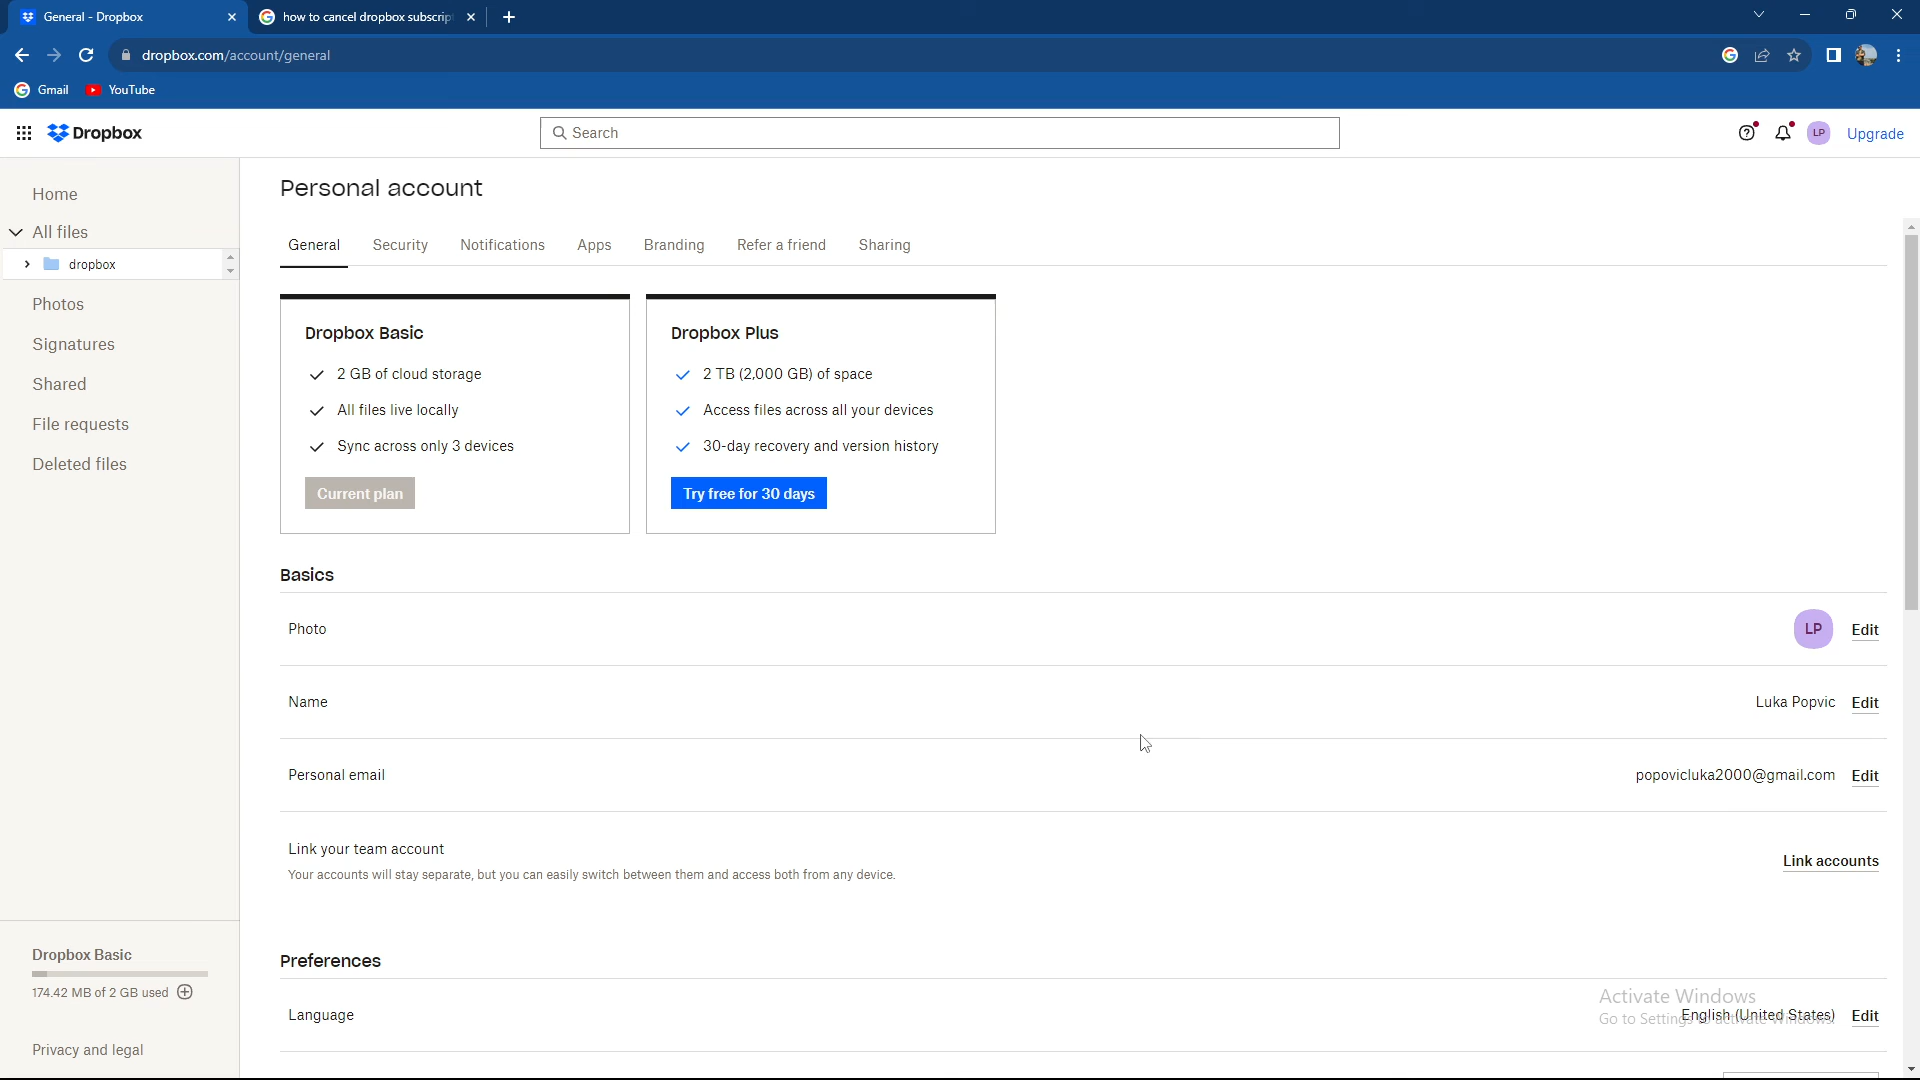 General - Dropbox
how to cancel dropbox subscrip
dropbox.com/account/general
Gmail
YouTube
Dropbox
Search
LP
Upgrade
Home
All files
dropbox
Photos
Signatures
Shared
File requests
Deleted files
Dropbox Basic
174.42 MB of 2 GB used
Privacy and legal
Personal account
General
Security
Notifications
Apps
Branding
Refer a friend
Sharing
Dropbox Basic
2 GB of cloud storage
All files live locally
Sync across only 3 devices
Current plan
Dropbox Plus
2 TB (2,000 GB) of space
Access files across all your devices
30-day recovery and version history
Try free for 30 days
Basics
Photo
LP
Edit
Name
Luka Popvic
Edit
Personal email
popovicluka2000@gmail.com
Edit
Link your team account
Your accounts will stay separate, but you can easily switch between them and access both from any device.
Link accounts
Preferences
Language
English (United States)
Edit
Activate Windows
Go to Settings to activate Windows.